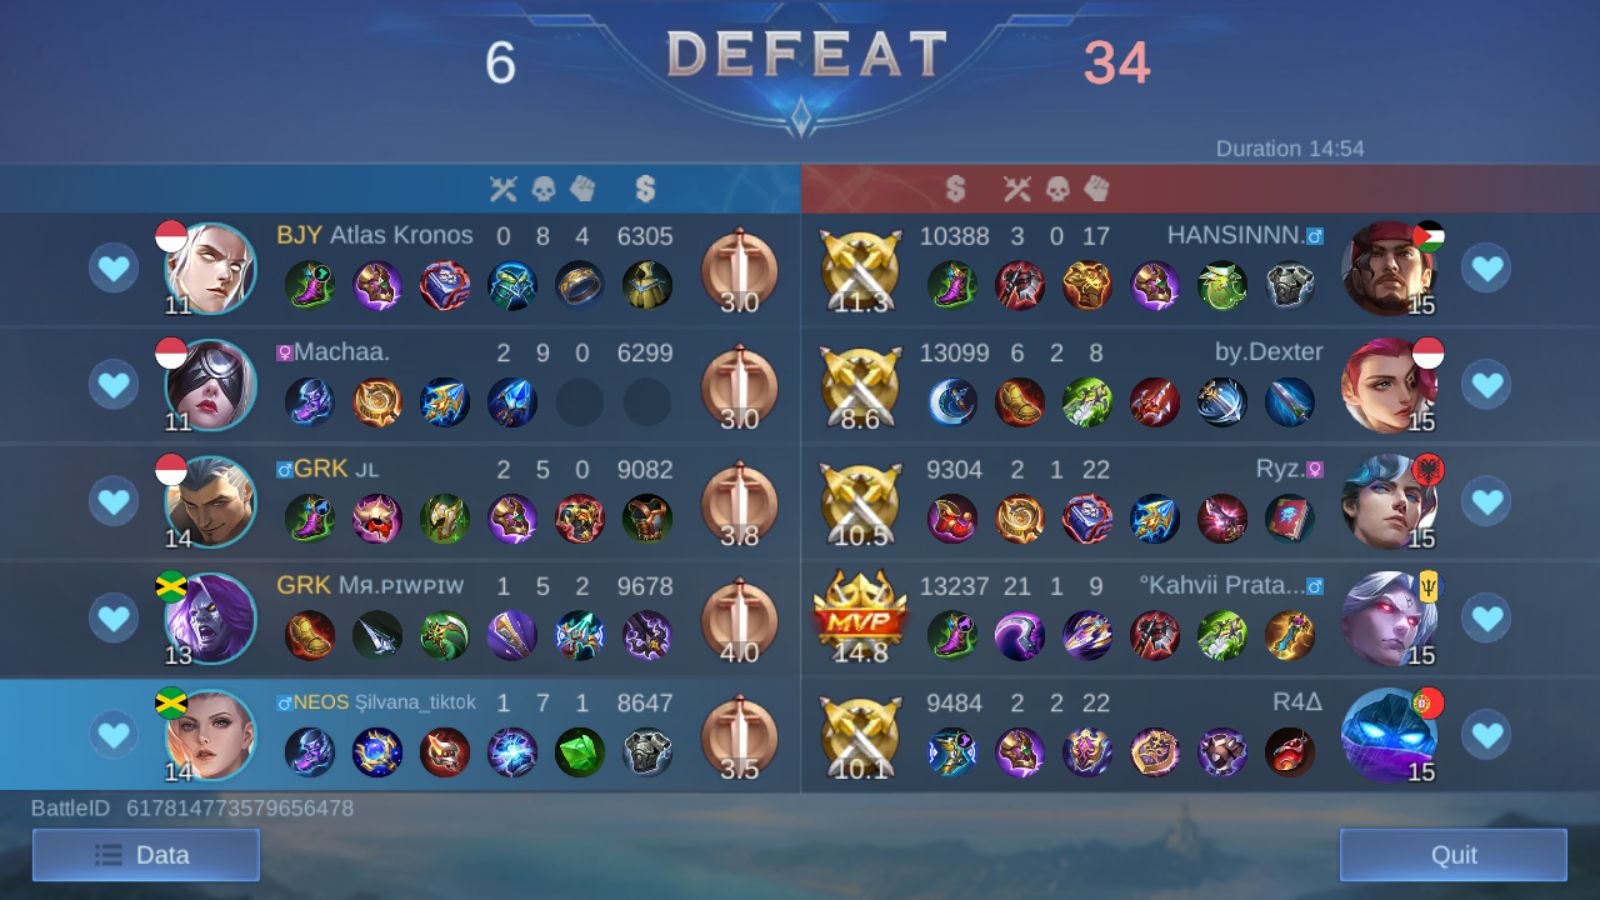 6 DEFEAT 34
Duration 14:54
BJY Atlas Kronos 0 8 4 6305
11 3.0
10388 3 0 17 HANSINNN.
11.3 15
Machaa. 2 9 0 6299
11 3.0
13099 6 2 8 by.Dexter
8.6 15
GRK JL 2 5 0 9082
14 3.8
9304 2 1 22 Ryz.
10.5 15
GRK Mя.ᴘɪᴡᴘɪᴡ 1 5 2 9678
13 4.0
13237 21 1 9 °Kahvii Prata...
MVP
14.8 15
NEOS Şilvana_tiktok 1 7 1 8647
14 3.5
9484 2 2 22 R4Δ
10.1 15
BattleID 617814773579656478
Data
Quit